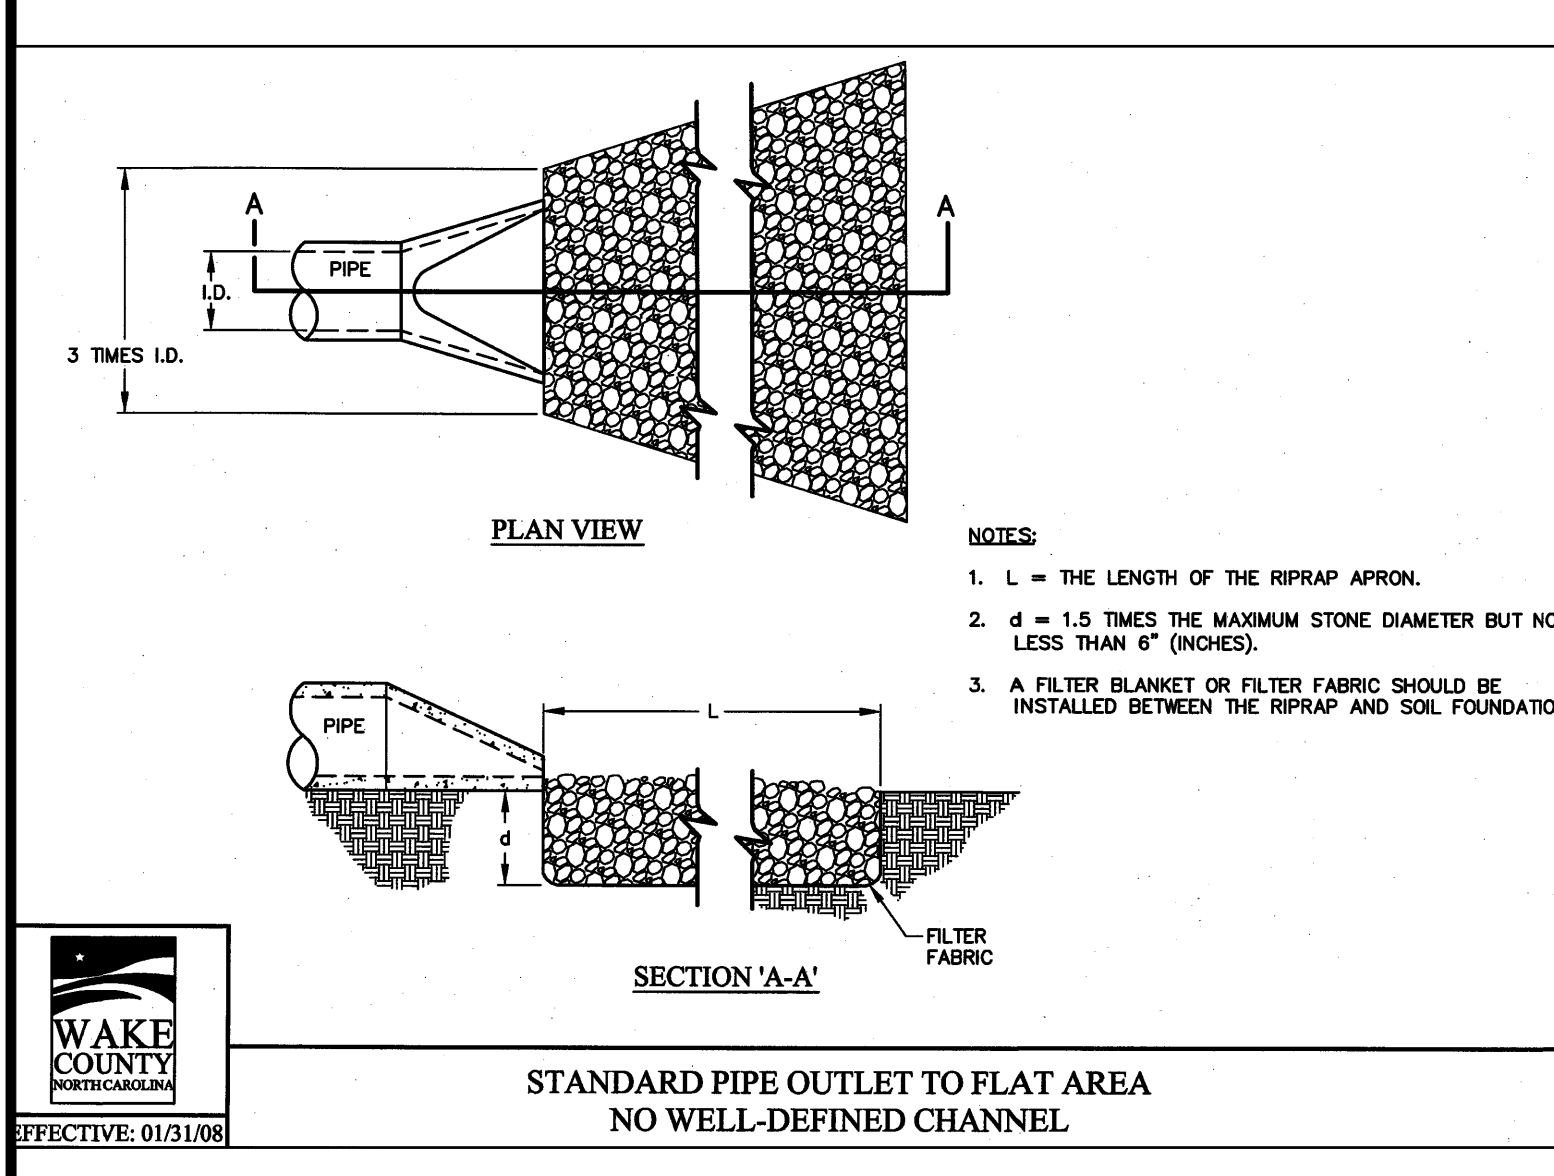 A
A
PIPE
I.D.
3 TIMES I.D.
PLAN VIEW
NOTES:
1. L = THE LENGTH OF THE RIPRAP APRON.
2. d = 1.5 TIMES THE MAXIMUM STONE DIAMETER BUT NO
LESS THAN 6" (INCHES).
3. A FILTER BLANKET OR FILTER FABRIC SHOULD BE
INSTALLED BETWEEN THE RIPRAP AND SOIL FOUNDATIO
L
PIPE
d
FILTER
FABRIC
SECTION 'A-A'
WAKE
COUNTY
NORTH CAROLINA
EFFECTIVE: 01/31/08
STANDARD PIPE OUTLET TO FLAT AREA
NO WELL-DEFINED CHANNEL